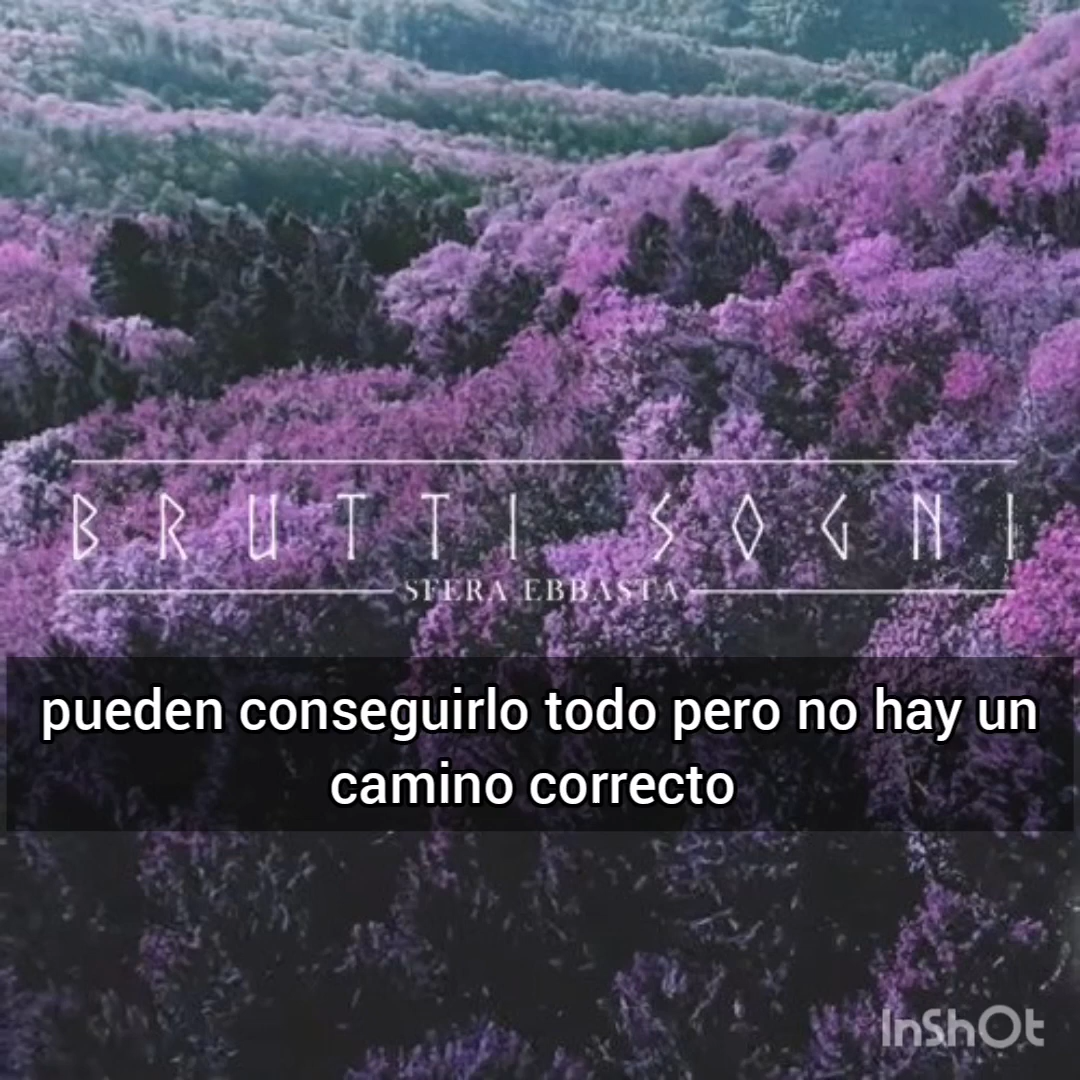 BRUTTI SOGNI
SFERA EBBASTA
pueden conseguirlo todo pero no hay un
camino correcto
InShOt